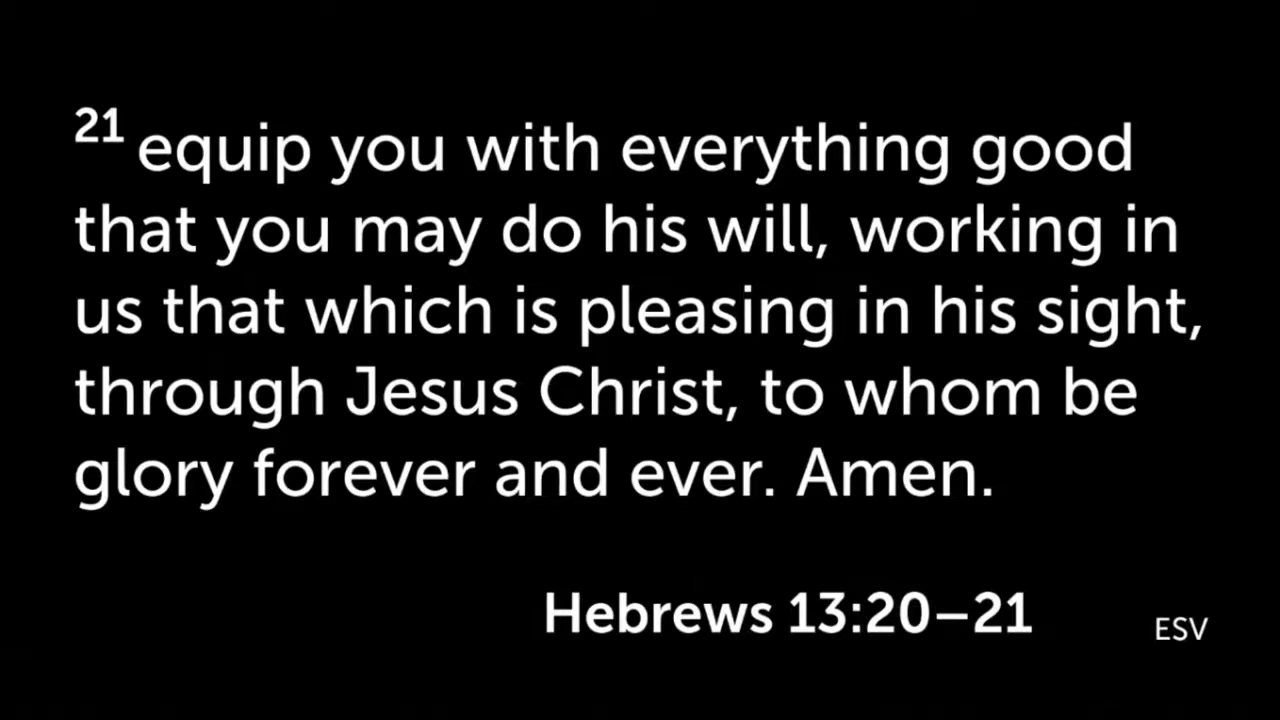 21 equip you with everything good
that you may do his will, working in
us that which is pleasing in his sight,
through Jesus Christ, to whom be
glory forever and ever. Amen.
Hebrews 13:20–21
ESV